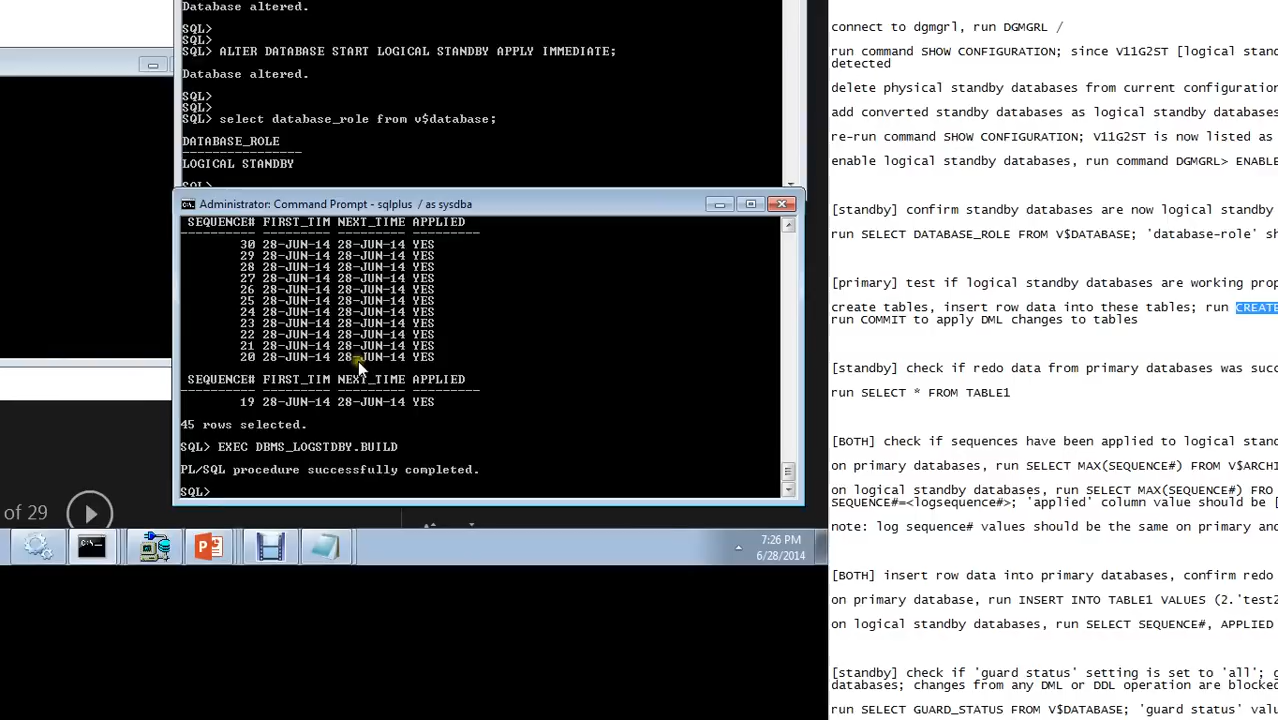 Database altered.
SQL>
SQL>
SQL> ALTER DATABASE START LOGICAL STANDBY APPLY IMMEDIATE;
Database altered.
SQL>
SQL>
SQL> select database_role from v$database;
DATABASE_ROLE
----------------
LOGICAL STANDBY
SQL>
Administrator: Command Prompt - sqlplus / as sysdba
SEQUENCE# FIRST_TIM NEXT_TIME APPLIED
---------- --------- --------- ---------
30 28-JUN-14 28-JUN-14 YES
29 28-JUN-14 28-JUN-14 YES
28 28-JUN-14 28-JUN-14 YES
27 28-JUN-14 28-JUN-14 YES
26 28-JUN-14 28-JUN-14 YES
25 28-JUN-14 28-JUN-14 YES
24 28-JUN-14 28-JUN-14 YES
23 28-JUN-14 28-JUN-14 YES
22 28-JUN-14 28-JUN-14 YES
21 28-JUN-14 28-JUN-14 YES
20 28-JUN-14 28-JUN-14 YES
SEQUENCE# FIRST_TIM NEXT_TIME APPLIED
---------- --------- --------- ---------
19 28-JUN-14 28-JUN-14 YES
45 rows selected.
SQL> EXEC DBMS_LOGSTDBY.BUILD
PL/SQL procedure successfully completed.
SQL>
of 29
7:26 PM
6/28/2014
connect to dgmgrl, run DGMGRL /
run command SHOW CONFIGURATION; since V11G2ST [logical stand
detected
delete physical standby databases from current configuration
add converted standby databases as logical standby databases
re-run command SHOW CONFIGURATION; V11G2ST is now listed as
enable logical standby databases, run command DGMGRL> ENABLE
[standby] confirm standby databases are now logical standby
run SELECT DATABASE_ROLE FROM V$DATABASE; 'database-role' sh
[primary] test if logical standby databases are working prop
create tables, insert row data into these tables; run CREATE
run COMMIT to apply DML changes to tables
[standby] check if redo data from primary databases was succ
run SELECT * FROM TABLE1
[BOTH] check if sequences have been applied to logical stand
on primary databases, run SELECT MAX(SEQUENCE#) FROM V$ARCHI
on logical standby databases, run SELECT MAX(SEQUENCE#) FRO
SEQUENCE#=<logsequence#>; 'applied' column value should be [
note: log sequence# values should be the same on primary and
[BOTH] insert row data into primary databases, confirm redo
on primary database, run INSERT INTO TABLE1 VALUES (2.'test2
on logical standby databases, run SELECT SEQUENCE#, APPLIED
[standby] check if 'guard status' setting is set to 'all'; g
databases; changes from any DML or DDL operation are blocked
run SELECT GUARD_STATUS FROM V$DATABASE; 'guard status' valu